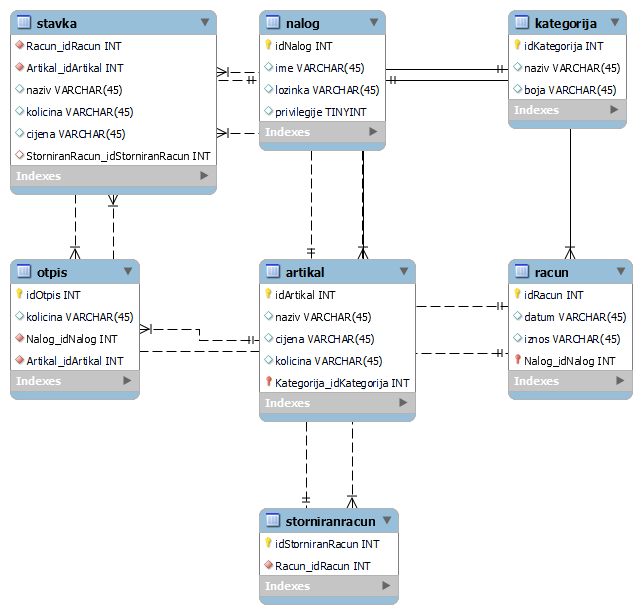 stavka
Racun_idRacun INT
Artikal_idArtikal INT
naziv VARCHAR(45)
kolicina VARCHAR(45)
cijena VARCHAR(45)
StorniranRacun_idStorniranRacun INT
Indexes
nalog
idNalog INT
ime VARCHAR(45)
lozinka VARCHAR(45)
privilegije TINYINT
Indexes
kategorija
idKategorija INT
naziv VARCHAR(45)
boja VARCHAR(45)
Indexes
otpis
idOtpis INT
kolicina VARCHAR(45)
Nalog_idNalog INT
Artikal_idArtikal INT
Indexes
artikal
idArtikal INT
naziv VARCHAR(45)
cijena VARCHAR(45)
kolicina VARCHAR(45)
Kategorija_idKategorija INT
Indexes
racun
idRacun INT
datum VARCHAR(45)
iznos VARCHAR(45)
Nalog_idNalog INT
Indexes
storniranracun
idStorniranRacun INT
Racun_idRacun INT
Indexes